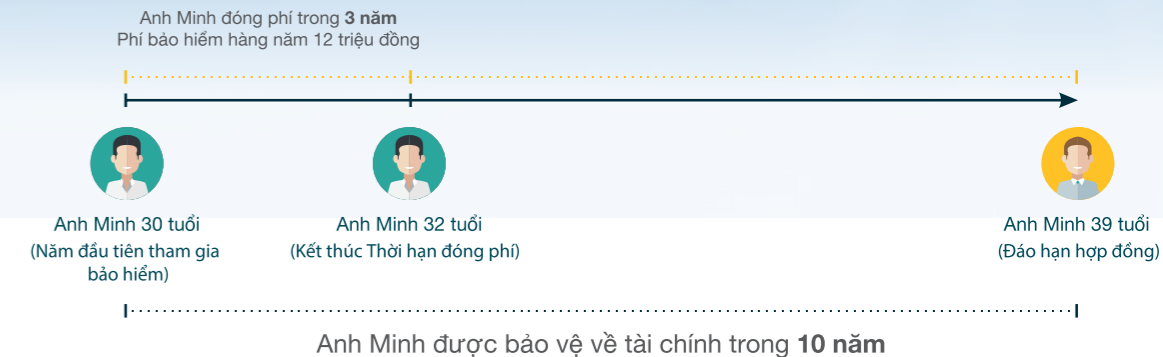 Anh Minh đóng phí trong 3 năm
Phí bảo hiểm hàng năm 12 triệu đồng
Anh Minh 30 tuổi
(Năm đầu tiên tham gia
bảo hiểm)
Anh Minh 32 tuổi
(Kết thúc Thời hạn đóng phí)
Anh Minh 39 tuổi
(Đáo hạn hợp đồng)
Anh Minh được bảo vệ về tài chính trong 10 năm